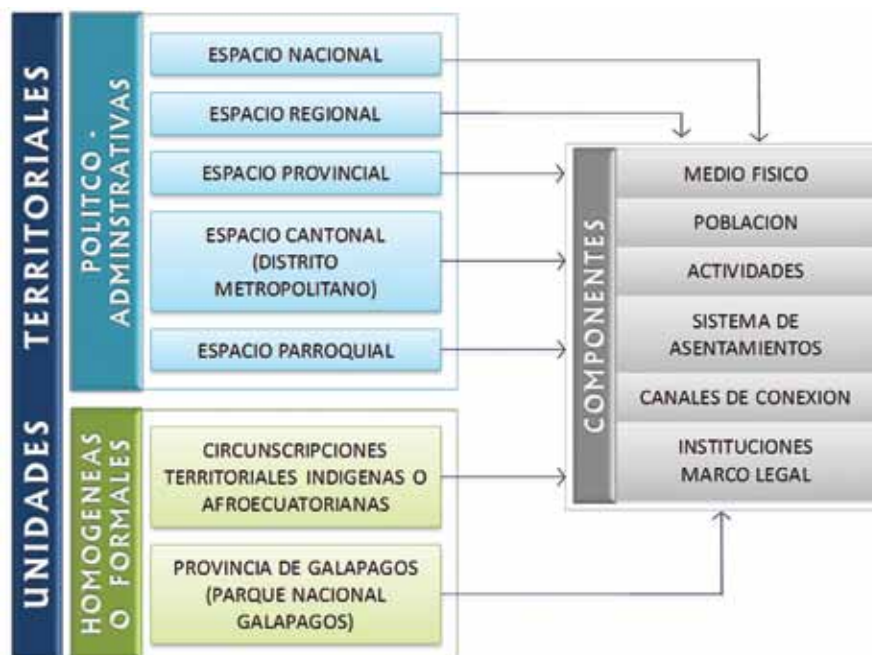 UNIDADES TERRITORIALES
POLITCO -
ADMINSTRATIVAS
ESPACIO NACIONAL
ESPACIO REGIONAL
ESPACIO PROVINCIAL
ESPACIO CANTONAL
(DISTRITO
METROPOLITANO)
ESPACIO PARROQUIAL
HOMOGENEAS
O FORMALES
CIRCUNSCRIPCIONES
TERRITORIALES INDIGENAS O
AFROECUATORIANAS
PROVINCIA DE GALAPAGOS
(PARQUE NACIONAL
GALAPAGOS)
COMPONENTES
MEDIO FISICO
POBLACION
ACTIVIDADES
SISTEMA DE
ASENTAMIENTOS
CANALES DE CONEXION
INSTITUCIONES
MARCO LEGAL